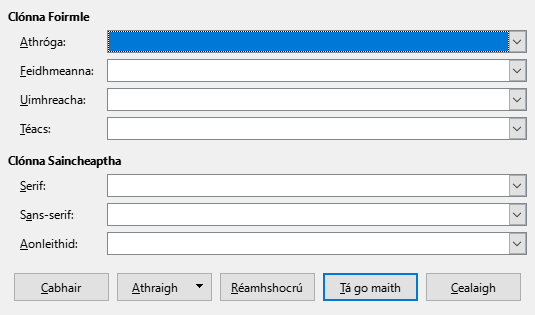 Clónna Foirmle
Athróga:
Feidhmeanna:
Uimhreacha:
Téacs:
Clónna Saincheaptha
Serif:
Sans-serif:
Aonleithid:
Cabhair
Athraigh
Réamhshocrú
Tá go maith
Cealaigh